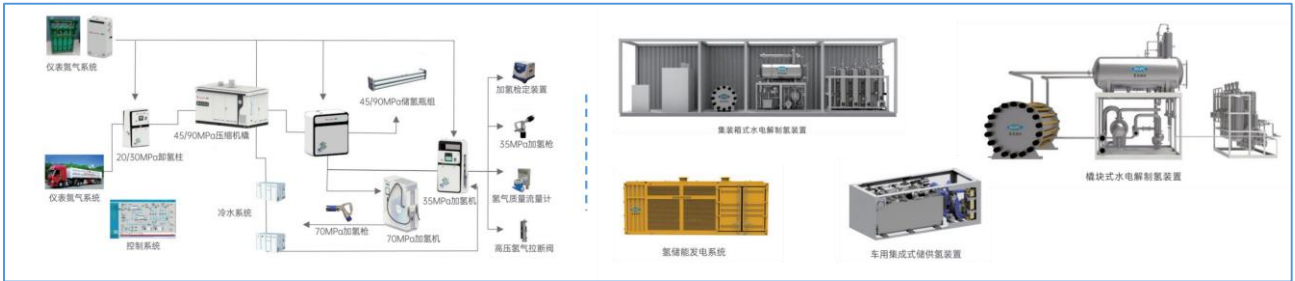 仪表氮气系统
45/90MPa储氢瓶组
加氢检定装置
45/90MPa压缩机橇
35MPa加氢枪
20/30MPa卸氢柱
仪表氮气系统
冷水系统
35MPa加氢机
氢气质量流量计
控制系统
70MPa加氢枪
70MPa加氢机
高压氢气拉断阀
集装箱式水电解制氢装置
橇块式水电解制氢装置
氢储能发电系统
车用集成式储供氢装置